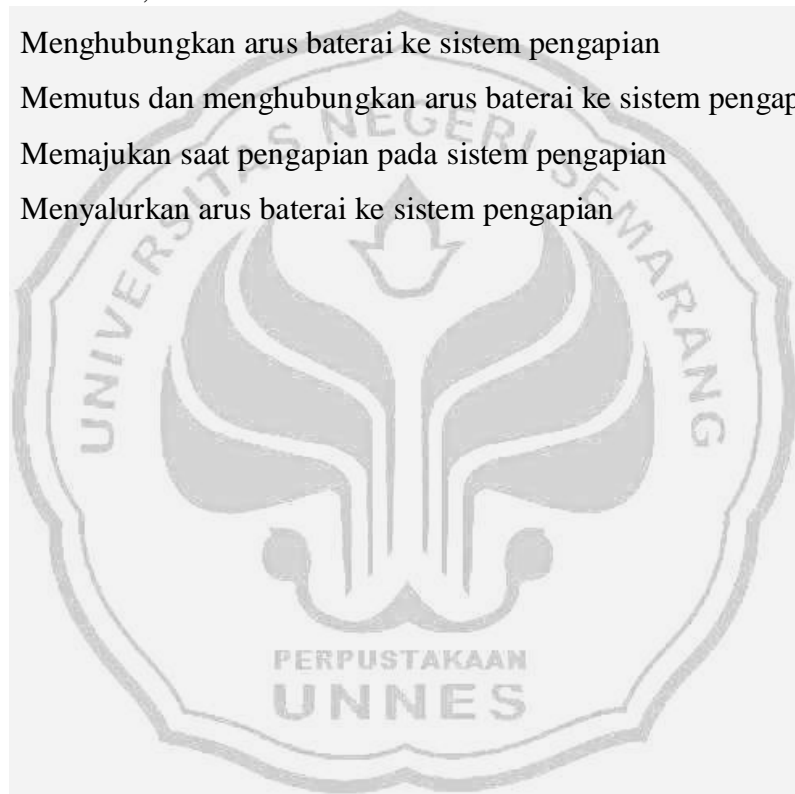 Menghubungkan arus baterai ke sistem pengapian
Memutus dan menghubungkan arus baterai ke sistem pengap
Memajukan saat pengapian pada sistem pengapian
Menyalurkan arus baterai ke sistem pengapian
UNIVERSITAS NEGERI SEMARANG
PERPUSTAKAAN
UNNES